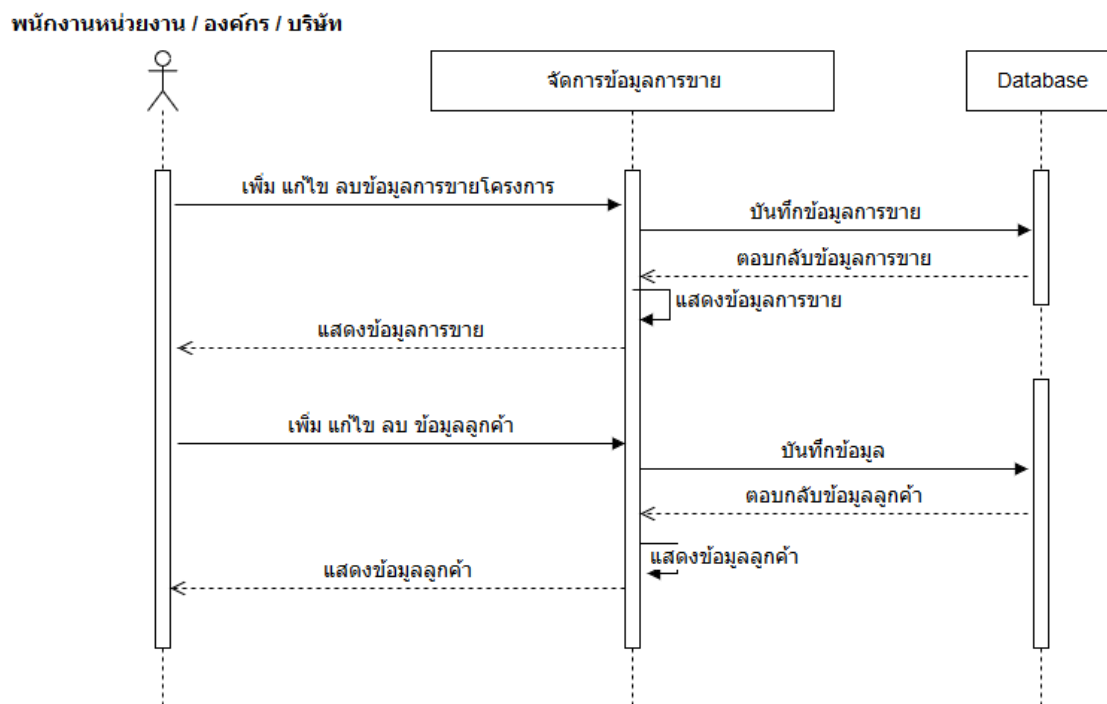 พนักงานหน่วยงาน / องค์กร / บริษัท
จัดการข้อมูลการขาย
Database
เพิ่ม แก้ไข ลบข้อมูลการขายโครงการ
บันทึกข้อมูลการขาย
ตอบกลับข้อมูลการขาย
แสดงข้อมูลการขาย
แสดงข้อมูลการขาย
เพิ่ม แก้ไข ลบ ข้อมูลลูกค้า
บันทึกข้อมูล
ตอบกลับข้อมูลลูกค้า
แสดงข้อมูลลูกค้า
แสดงข้อมูลลูกค้า